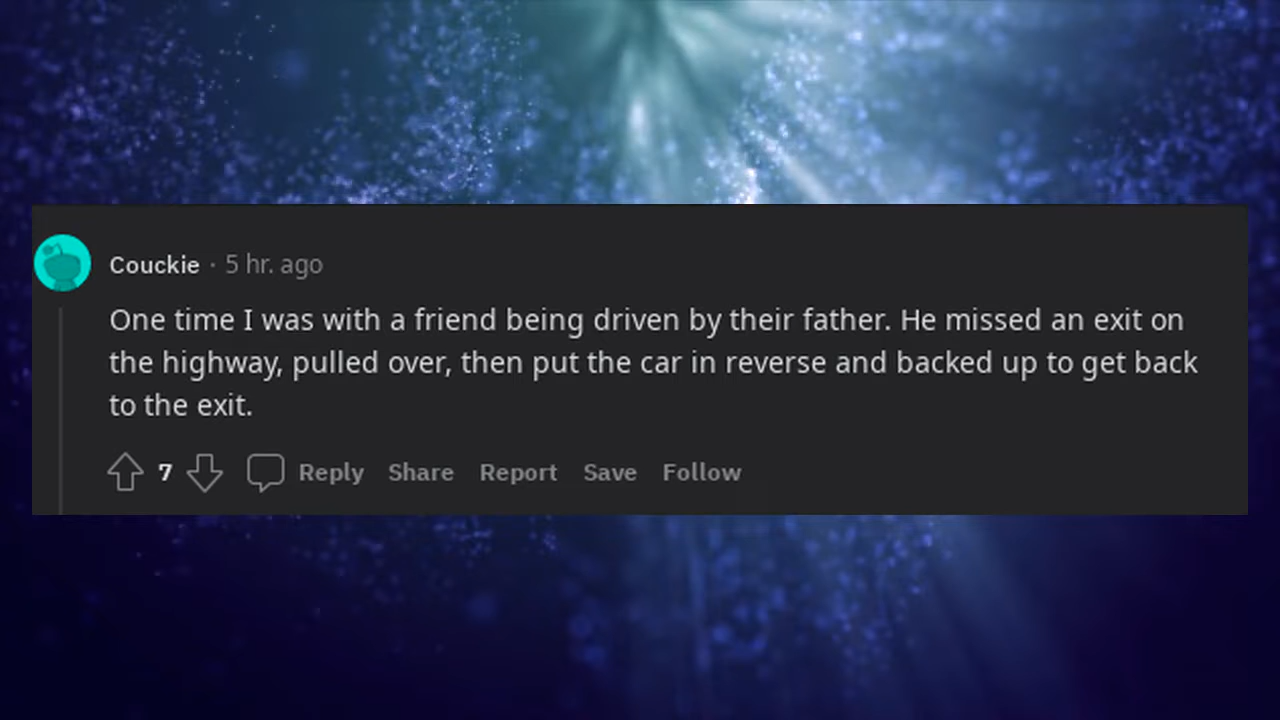 Couckie · 5 hr. ago
One time I was with a friend being driven by their father. He missed an exit on
the highway, pulled over, then put the car in reverse and backed up to get back
to the exit.
7 Reply Share Report Save Follow